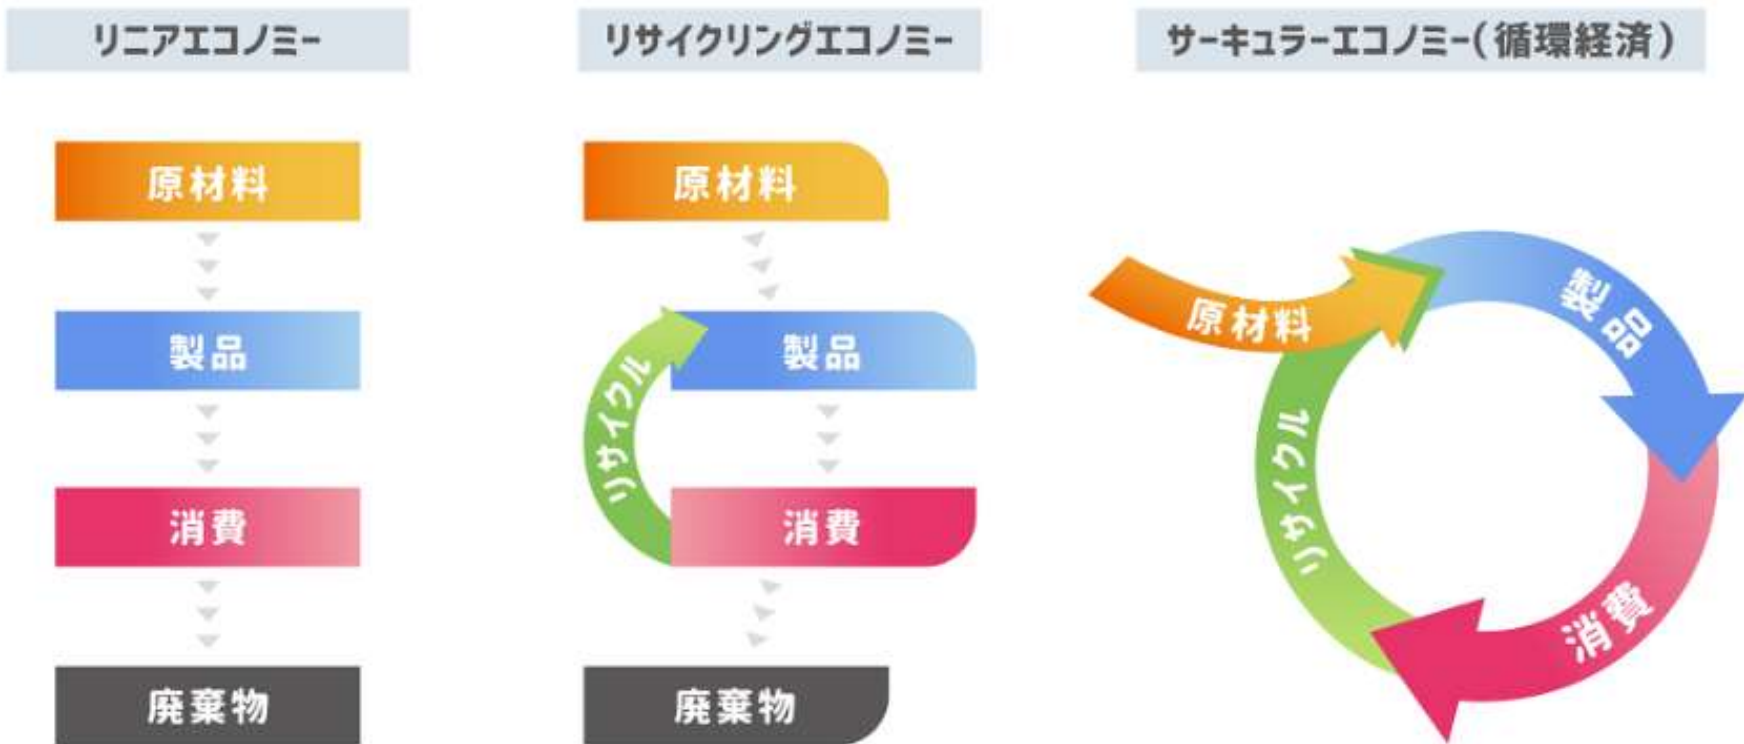 リニアエコノミー
原材料
製品
消費
廃棄物
リサイクリングエコノミー
原材料
製品
リサイクル
消費
廃棄物
サーキュラーエコノミー(循環経済)
原材料
製品
リサイクル
消費